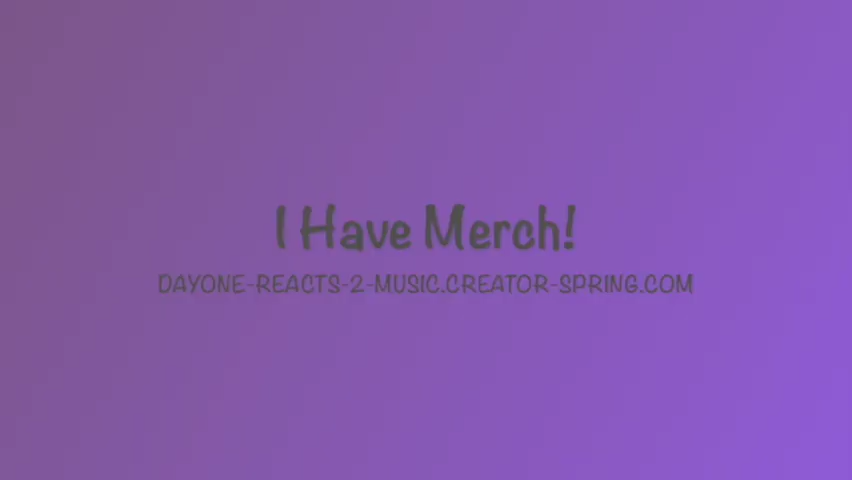 I Have Merch!
DAYONE-REACTS-2-MUSIC.CREATOR-SPRING.COM